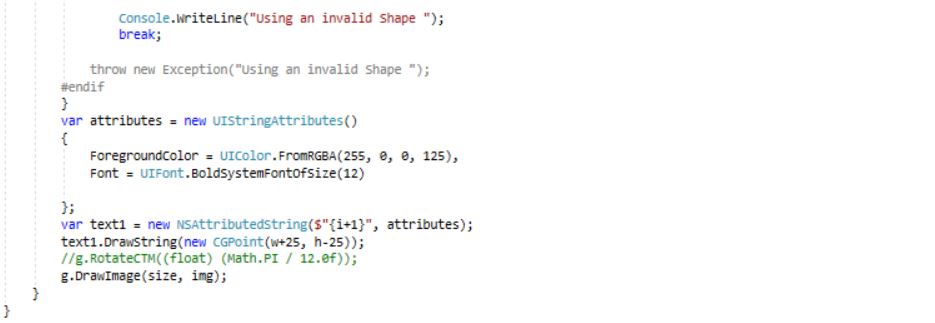 Console.WriteLine("Using an invalid Shape ");
break;
throw new Exception("Using an invalid Shape ");
#endif
}
var attributes = new UIStringAttributes()
{
ForegroundColor = UIColor.FromRGBA(255, 0, 0, 125),
Font = UIFont.BoldSystemFontOfSize(12)
};
var text1 = new NSAttributedString($"{i+1}", attributes);
text1.DrawString(new CGPoint(w+25, h-25));
//g.RotateCTM((float) (Math.PI / 12.0f));
g.DrawImage(size, img);
}
}